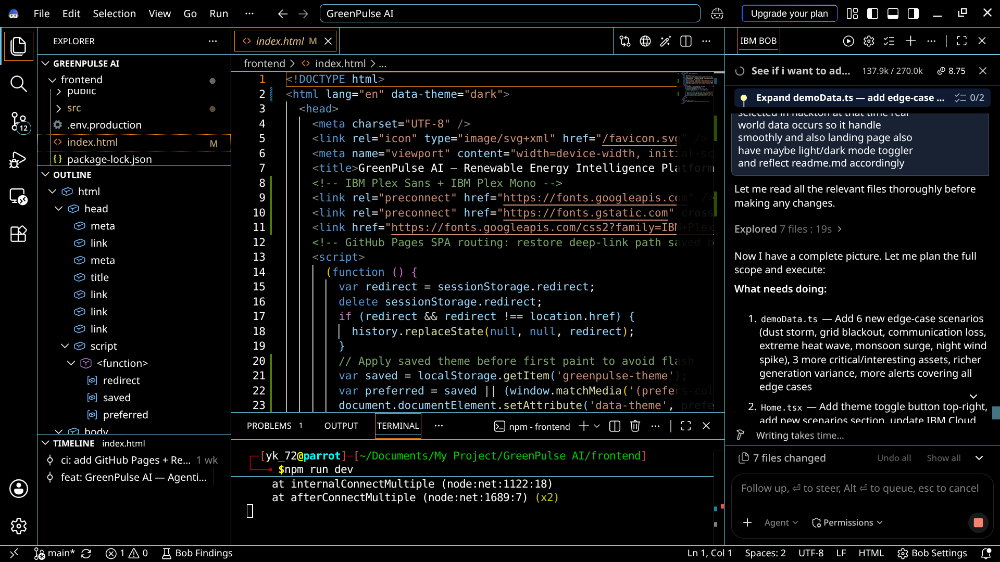 File Edit Selection View Go Run ··· GreenPulse AI Upgrade your plan
EXPLORER ···
GREENPULSE AI
frontend
public
src
.env.production
index.html M
package-lock.json
OUTLINE
html
head
meta
link
meta
title
link
link
link
script
<function>
redirect
saved
preferred
body
TIMELINE index.html
ci: add GitHub Pages + Re... 1 wk
feat: GreenPulse AI — Agenti...
12
<> index.html M
frontend > <> index.html > ...
1 <!DOCTYPE html>
2 <html lang="en" data-theme="dark">
3 <head>
4 <meta charset="UTF-8" />
5 <link rel="icon" type="image/svg+xml" href="/favicon.svg" />
6 <meta name="viewport" content="width=device-width, initial-sc
7 <title>GreenPulse AI — Renewable Energy Intelligence Platform
8 <!-- IBM Plex Sans + IBM Plex Mono -->
9 <link rel="preconnect" href="https://fonts.googleapis.com" />
10 <link rel="preconnect" href="https://fonts.gstatic.com" cross
11 <link href="https://fonts.googleapis.com/css2?family=IBM+Plex
12 <!-- GitHub Pages SPA routing: restore deep-link path saved b
13 <script>
14 (function () {
15 var redirect = sessionStorage.redirect;
16 delete sessionStorage.redirect;
17 if (redirect && redirect !== location.href) {
18 history.replaceState(null, null, redirect);
19 }
20 // Apply saved theme before first paint to avoid flash
21 var saved = localStorage.getItem('greenpulse-theme');
22 var preferred = saved || (window.matchMedia('(prefers-col
23 document.documentElement.setAttribute('data-theme', prefe
PROBLEMS 1 OUTPUT TERMINAL ··· npm - frontend
[yk_72@parrot]-[~/Documents/My Project/GreenPulse AI/frontend]
$npm run dev
at internalConnectMultiple (node:net:1122:18)
at afterConnectMultiple (node:net:1689:7) (x2)
IBM BOB
See if i want to ad... 137.9k / 270.0k 8.75
Expand demoData.ts — add edge-case ... 0/2
selected in hackton at that time real
world data occurs so it handle
smoothly and also landing page also
have maybe light/dark mode toggler
and reflect readme.md accordingly
Let me read all the relevant files thoroughly before
making any changes.
Explored 7 files : 19s >
Now I have a complete picture. Let me plan the full
scope and execute:
What needs doing:
1. demoData.ts — Add 6 new edge-case scenarios
(dust storm, grid blackout, communication loss,
extreme heat wave, monsoon surge, night wind
spike), 3 more critical/interesting assets, richer
generation variance, more alerts covering all
edge cases
2. Home.tsx — Add theme toggle button top-right,
add new scenarios section, update IBM Cloud
Writing takes time...
7 files changed Undo all Show all
Follow up, ⏎ to steer, Alt ⏎ to queue, esc to cancel
Agent Permissions
main* 1 0 Bob Findings Ln 1, Col 1 Spaces: 2 UTF-8 LF HTML Bob Settings